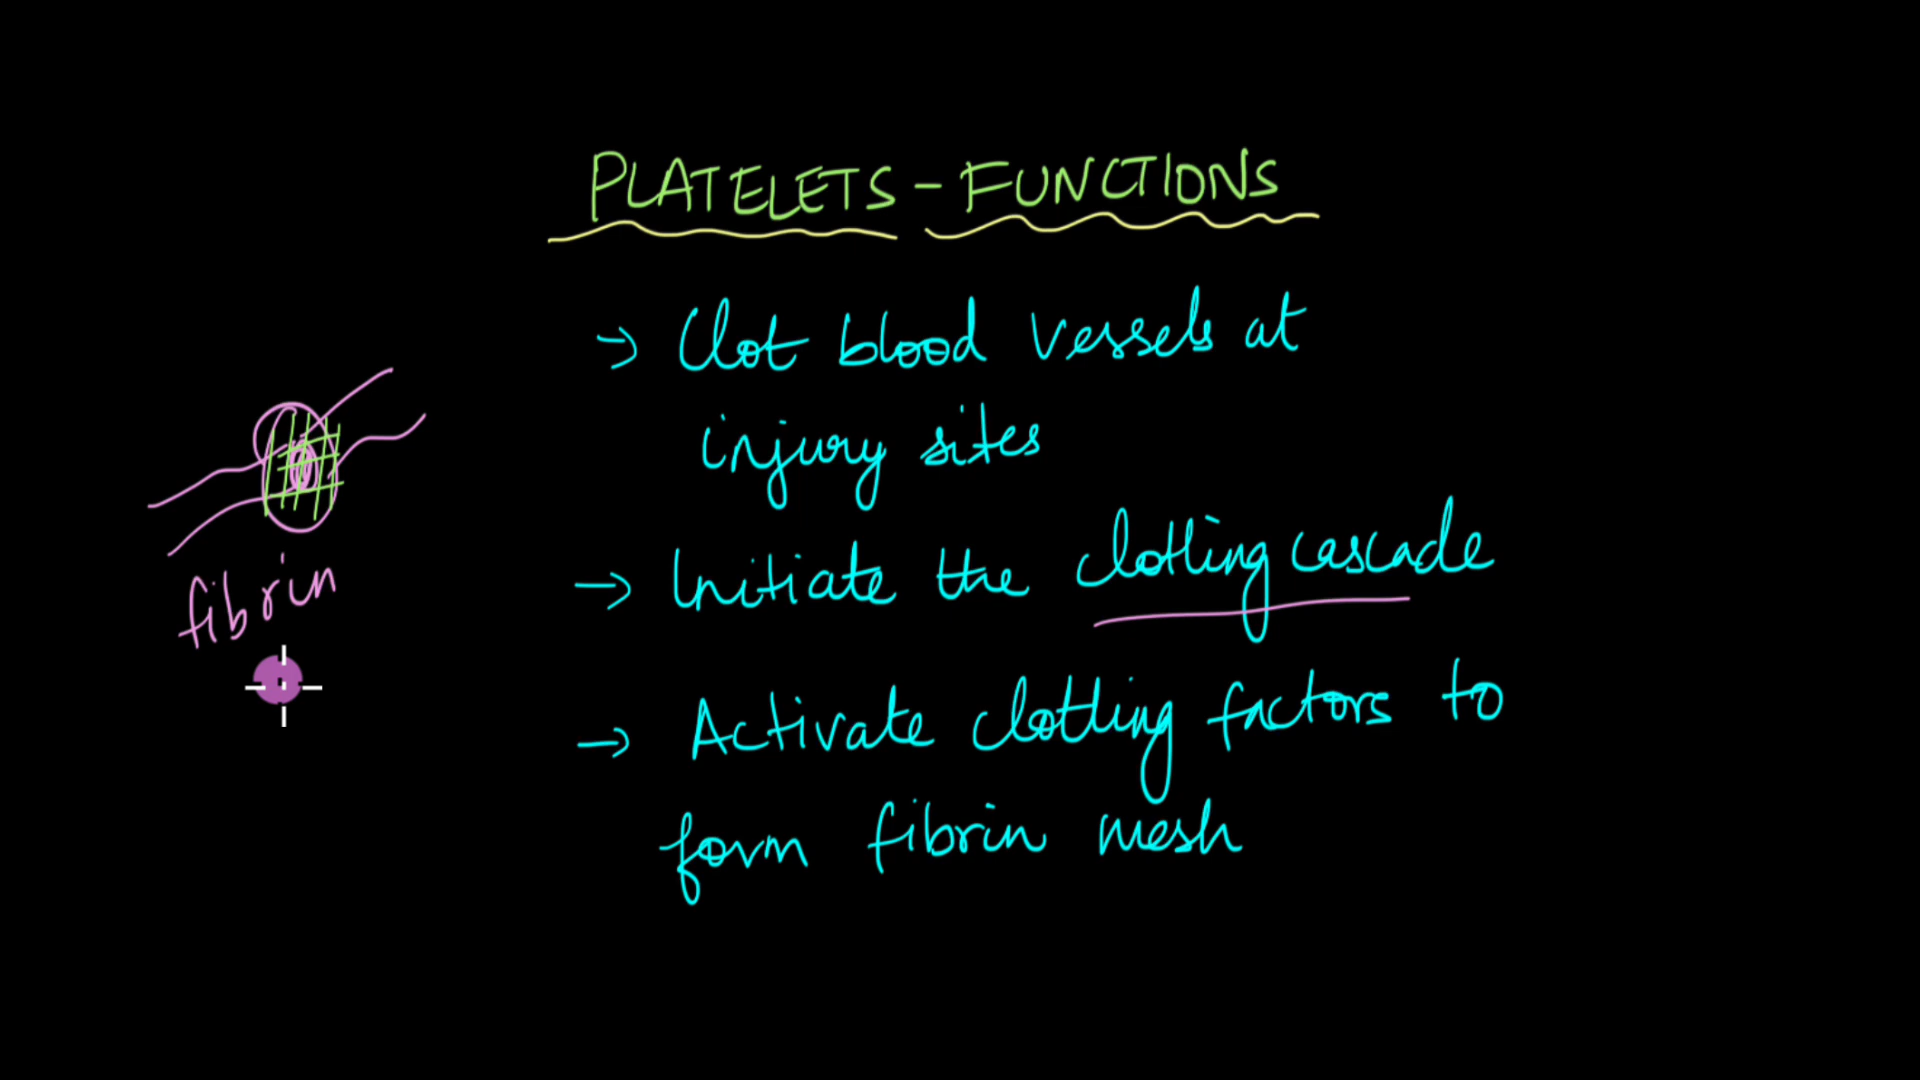 PLATELETS - FUNCTIONS
→ Clot blood vessels at
injury sites
→ Initiate the clotting cascade
→ Activate clotting factors to
form fibrin mesh
fibrin